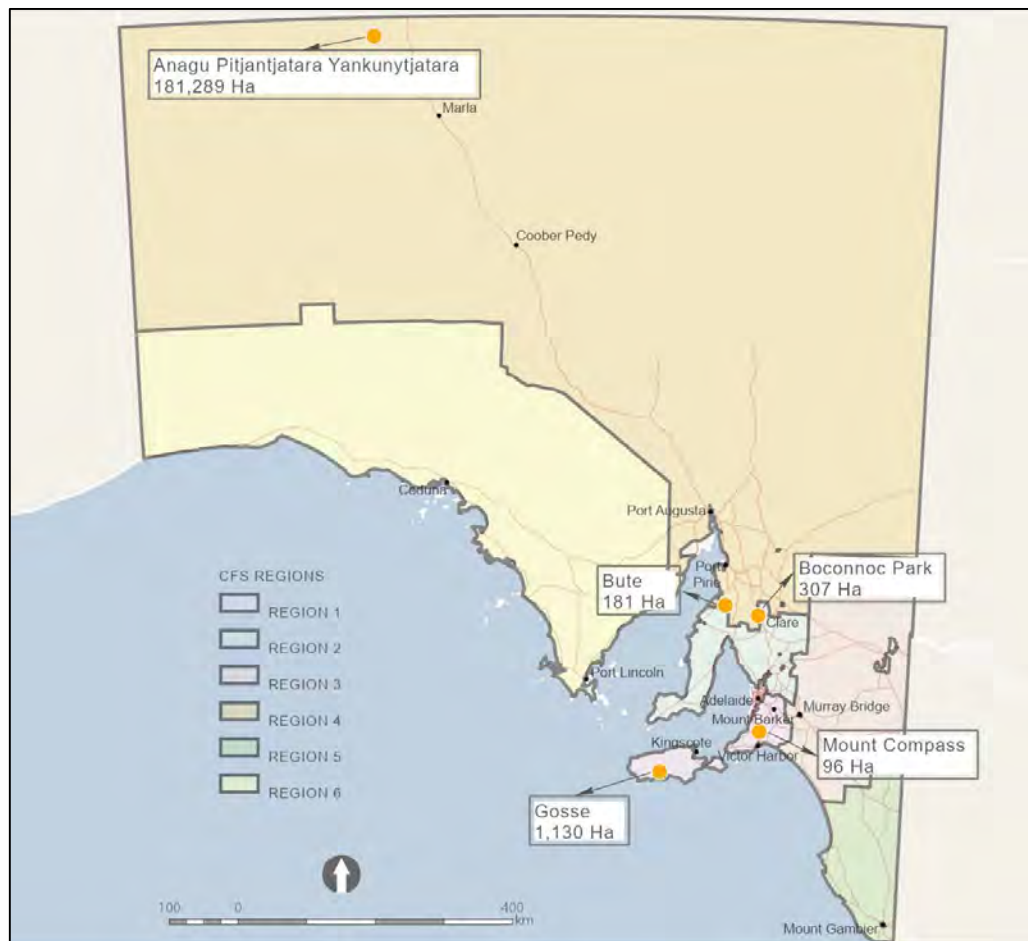 Anagu Pitjantjatara Yankunytjatara
181,289 Ha
Marla
Coober Pedy
Ceduna
Port Augusta
Port
Pirie
Bute
181 Ha
Boconnoc Park
307 Ha
Clare
CFS REGIONS
REGION 1
REGION 2
REGION 3
REGION 4
REGION 5
REGION 6
Port Lincoln
Adelaide
Mount Barker
Murray Bridge
Kingscote
Victor Harbor
Mount Compass
96 Ha
Gosse
1,130 Ha
100
0
400
km
Mount Gambier